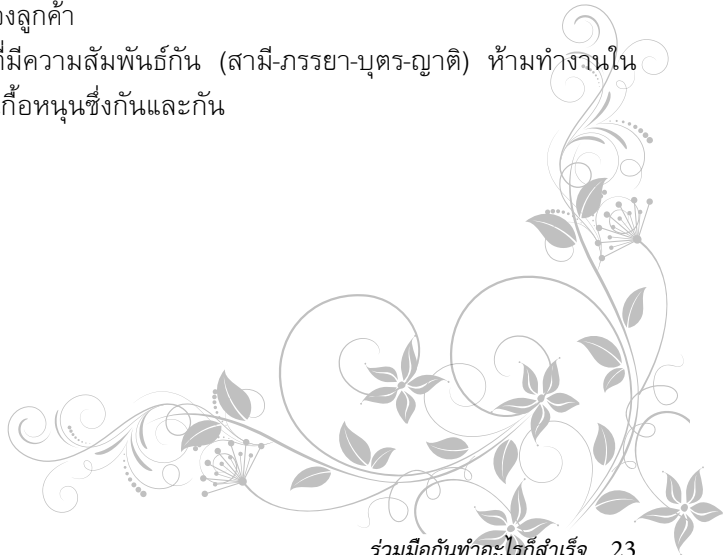 องลูกค้า
ที่มีความสัมพันธ์กัน (สามี-ภรรยา-บุตร-ญาติ) ห้ามทำงานใน
กื้อหนุนซึ่งกันและกัน
ร่วมมือกันทำอะไรก็สำเร็จ 23